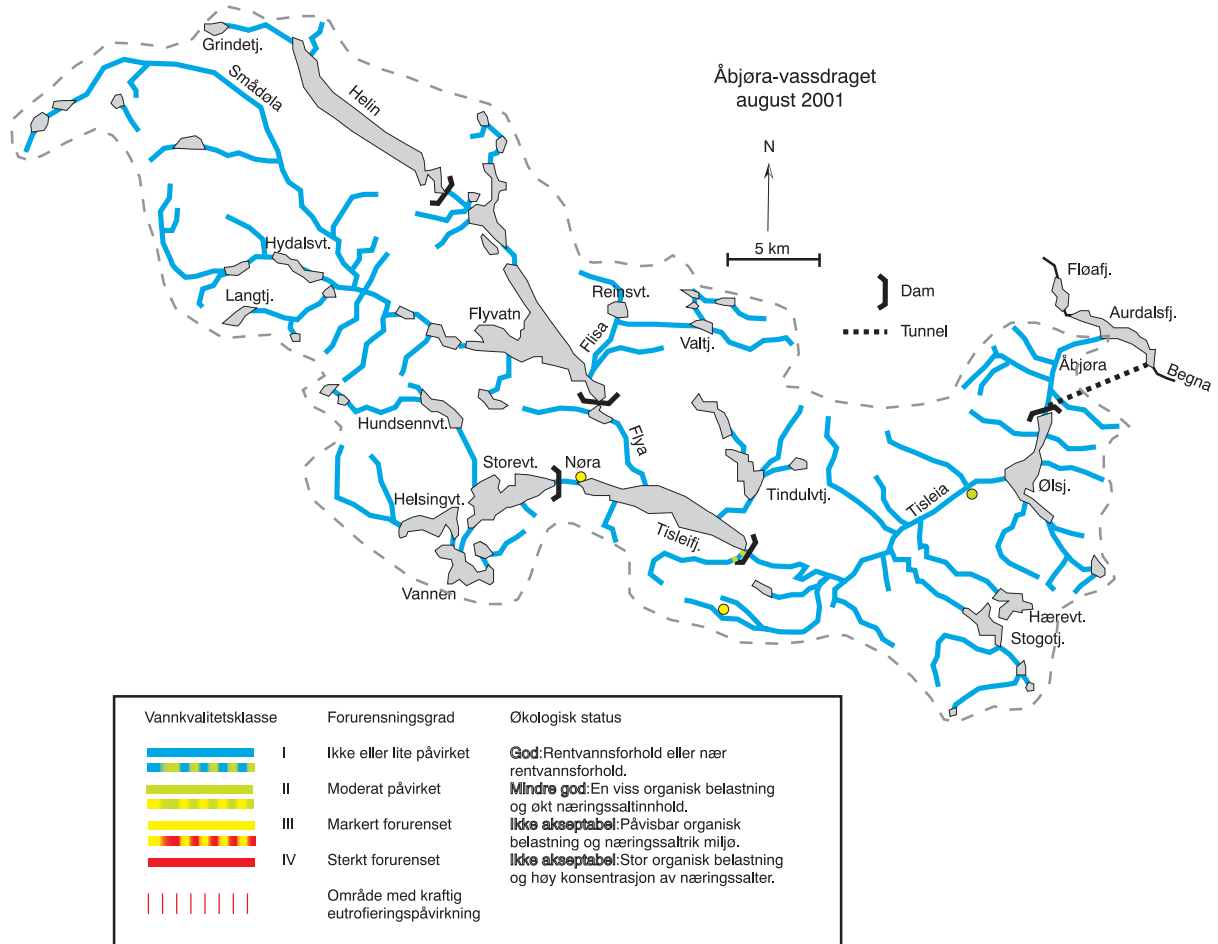 Åbjøra-vassdraget
august 2001
N
5 km
Dam
Tunnel
Grindetj.
Smådøla
Helin
Hydalsvt.
Langtj.
Flyvatn
Reinsvt.
Flisa
Valtj.
Fløafj.
Aurdalsfj.
Åbjøra
Begna
Hundsennvt.
Flya
Storevt.
Nøra
Helsingvt.
Tindulvtj.
Tisleia
Ølsj.
Tisleifj.
Vannen
Hærevt.
Stogotj.
Vannkvalitetsklasse Forurensningsgrad Økologisk status
I Ikke eller lite påvirket God:Rentvannsforhold eller nær
rentvannsforhold.
II Moderat påvirket Mindre god:En viss organisk belastning
og økt næringssaltinnhold.
III Markert forurenset Ikke akseptabel:Påvisbar organisk
belastning og næringssaltrik miljø.
IV Sterkt forurenset Ikke akseptabel:Stor organisk belastning
og høy konsentrasjon av næringssalter.
Område med kraftig
eutrofieringspåvirkning